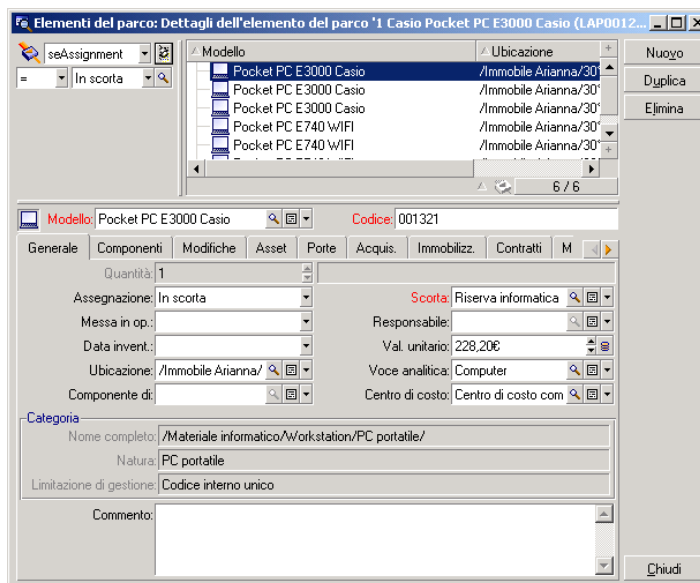 Elementi del parco: Dettagli dell'elemento del parco '1 Casio Pocket PC E3000 Casio (LAP0012...
seAssignment
=
In scorta
Modello
Ubicazione
Pocket PC E3000 Casio
/Immobile Arianna/30°
Pocket PC E3000 Casio
/Immobile Arianna/30°
Pocket PC E3000 Casio
/Immobile Arianna/30°
Pocket PC E740 WIFI
/Immobile Arianna/30°
Pocket PC E740 WIFI
/Immobile Arianna/30°
6 / 6
Nuovo
Duplica
Elimina
Modello: Pocket PC E3000 Casio
Codice: 001321
Generale Componenti Modifiche Asset Porte Acquis. Immobilizz. Contratti M
Quantità: 1
Assegnazione: In scorta
Scorta: Riserva informatica
Messa in op.:
Responsabile:
Data invent.:
Val. unitario: 228,20€
Ubicazione: /Immobile Arianna/
Voce analitica: Computer
Componente di:
Centro di costo: Centro di costo com
Categoria
Nome completo: /Materiale informatico/Workstation/PC portatile/
Natura: PC portatile
Limitazione di gestione: Codice interno unico
Commento:
Chiudi